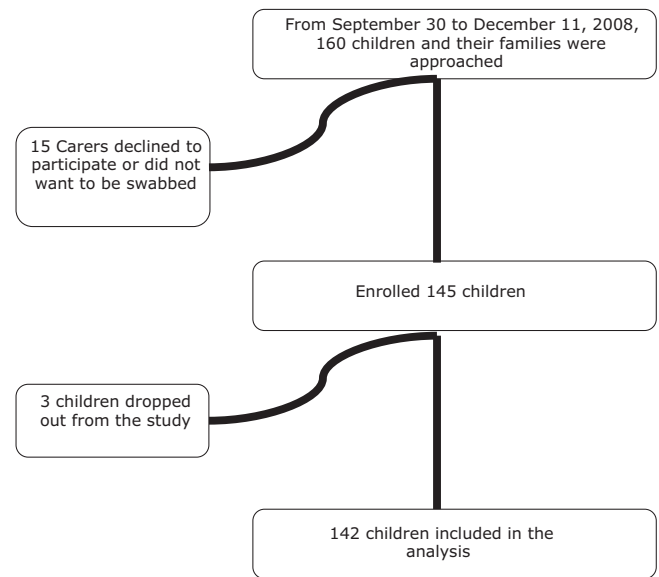 From September 30 to December 11, 2008,
160 children and their families were
approached
15 Carers declined to
participate or did not
want to be swabbed
Enrolled 145 children
3 children dropped
out from the study
142 children included in the
analysis